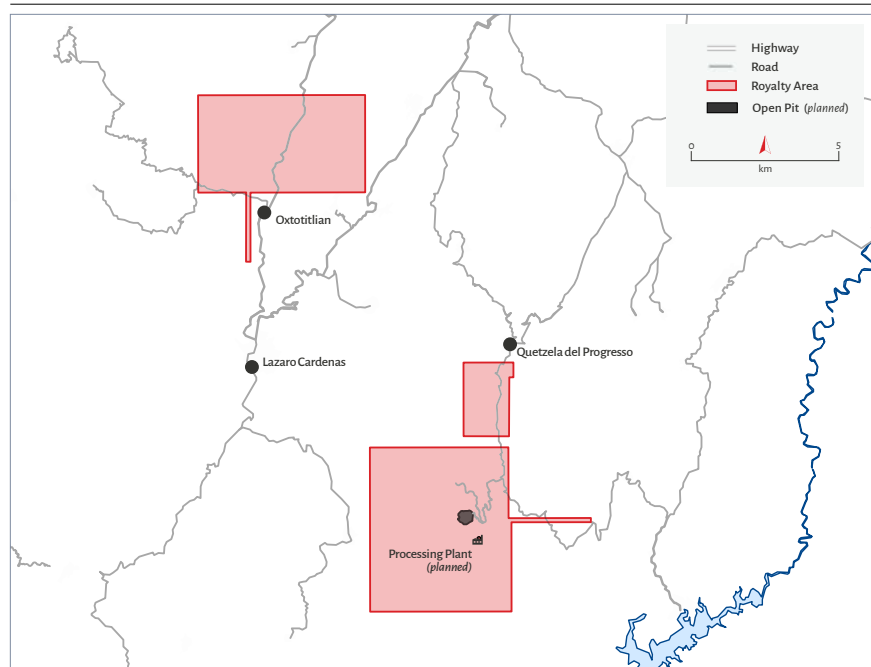 Highway
Road
Royalty Area
Open Pit (planned)
0 5
km
Oxtotitlian
Quetzela del Progresso
Lazaro Cardenas
Processing Plant
(planned)